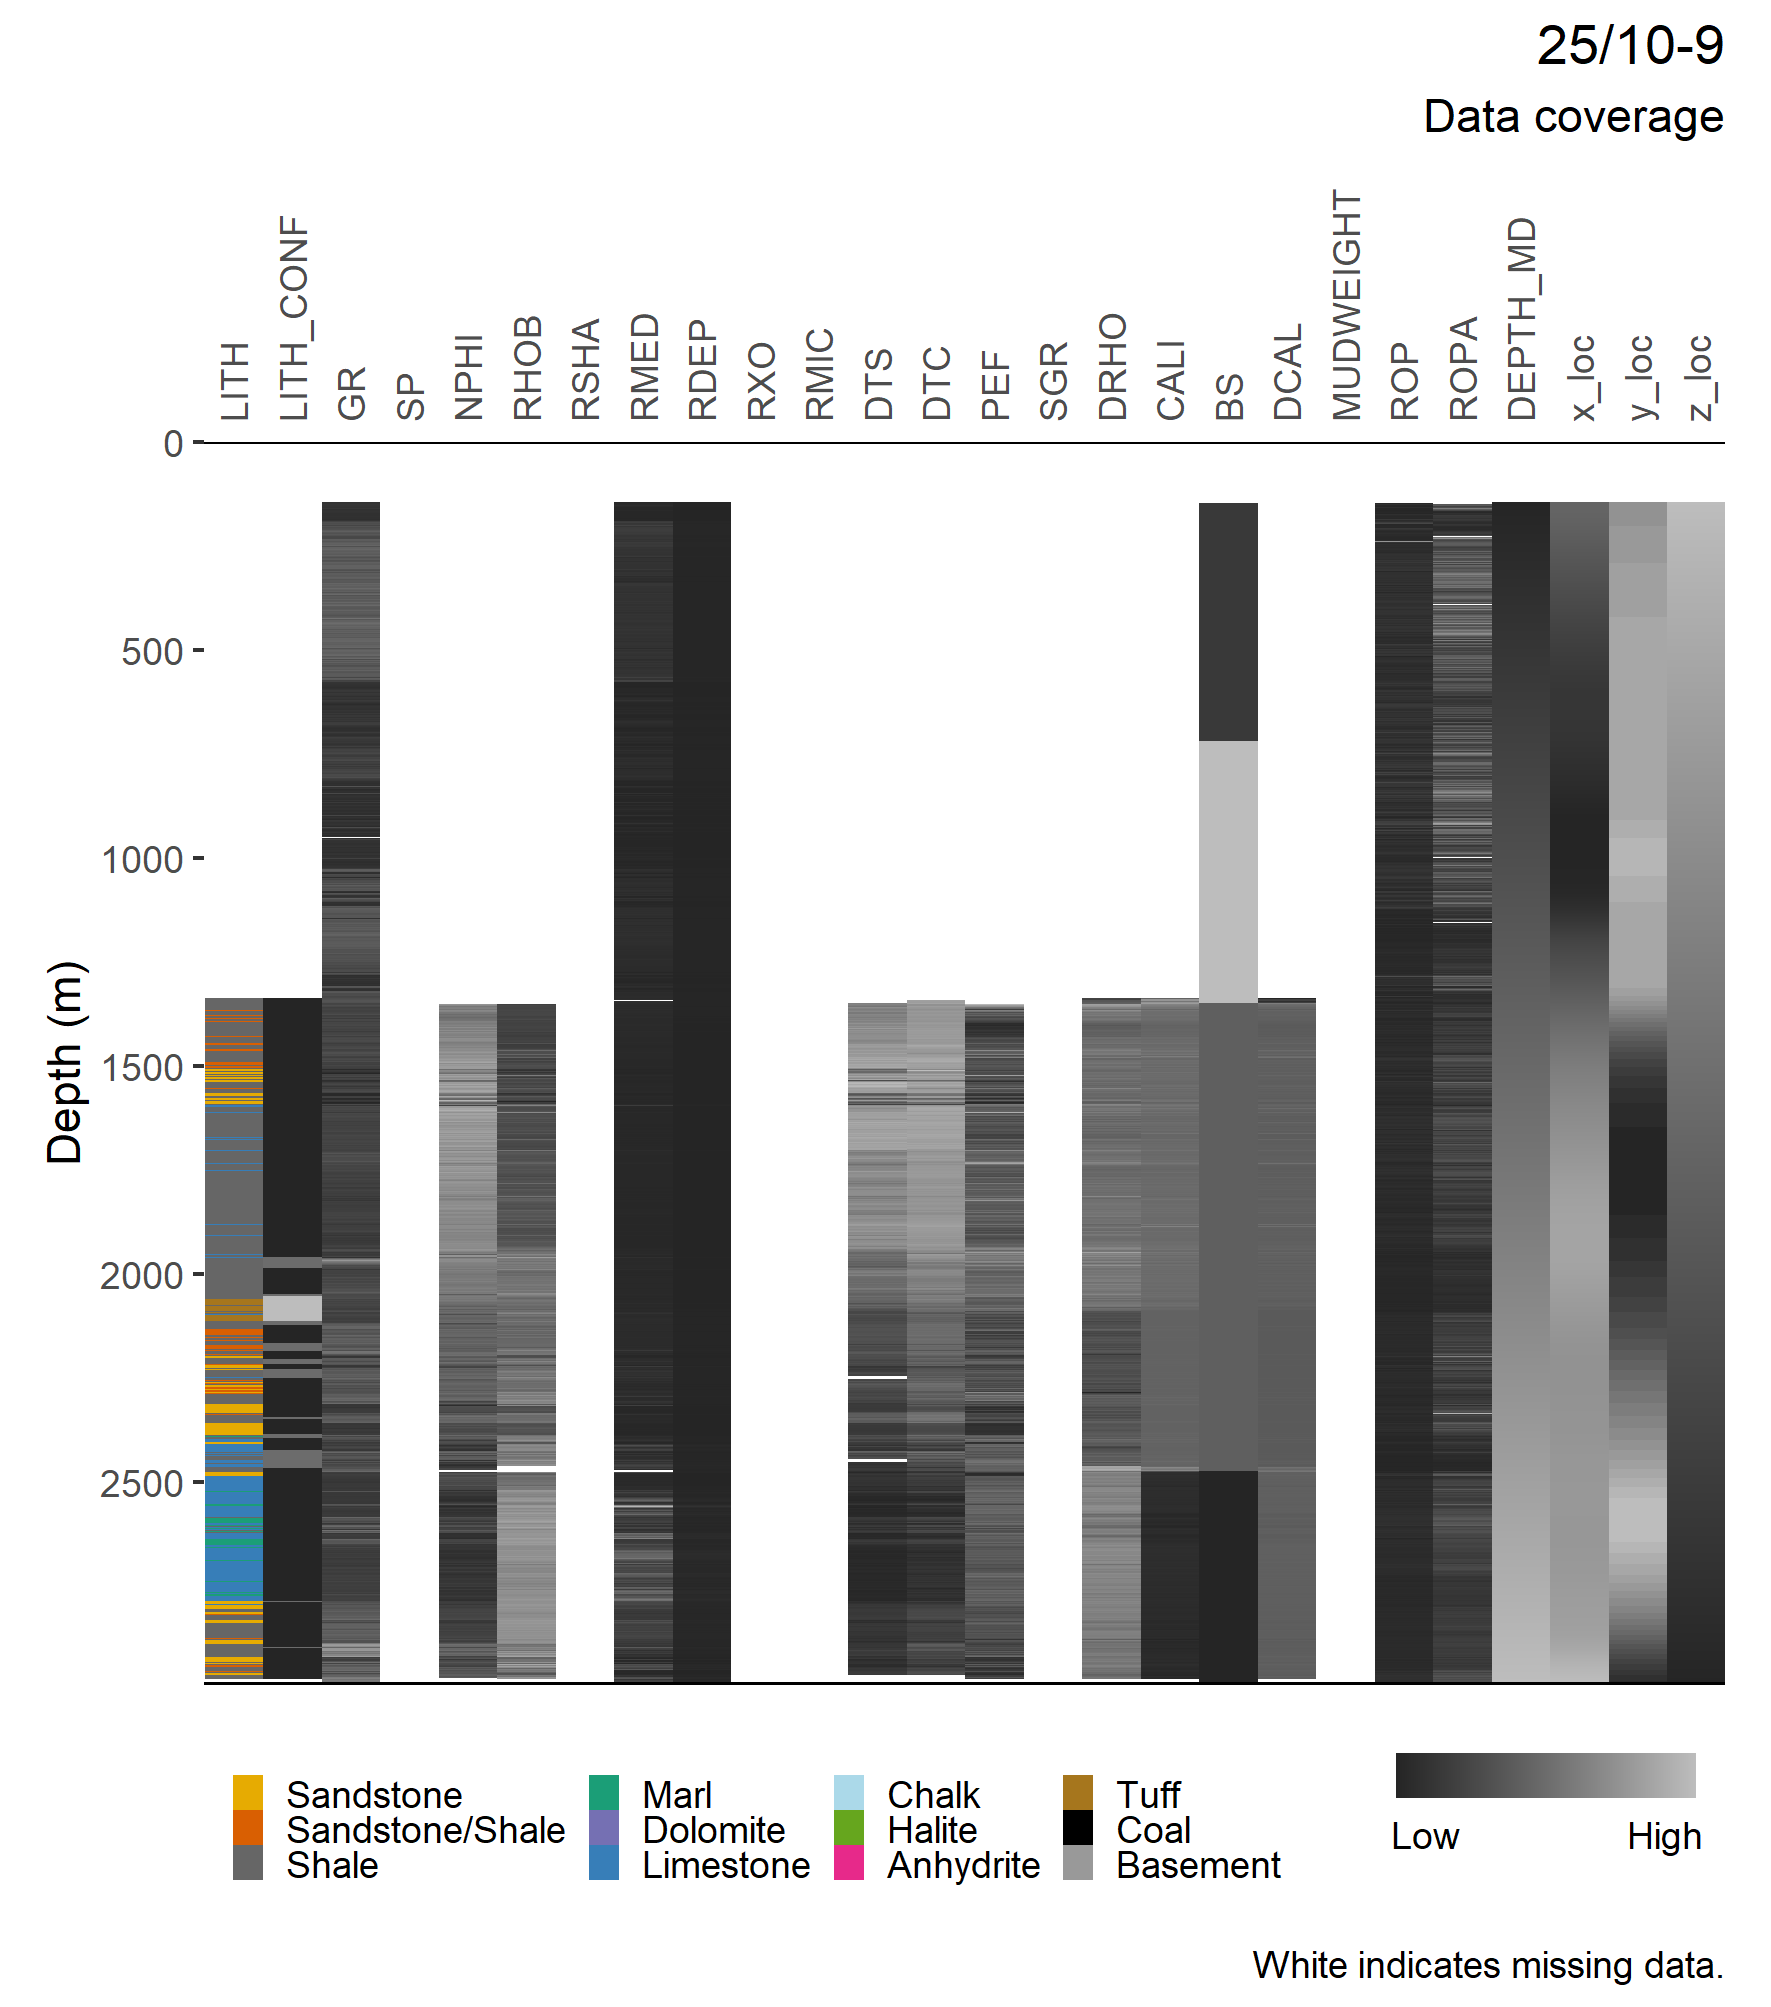 25/10-9
Data coverage
LITH
LITH_CONF
GR
SP
NPHI
RHOB
RSHA
RMED
RDEP
RXO
RMIC
DTS
DTC
PEF
SGR
DRHO
CALI
BS
DCAL
MUDWEIGHT
ROP
ROPA
DEPTH_MD
x_loc
y_loc
z_loc
0
500
1000
1500
2000
2500
Depth (m)
Sandstone
Sandstone/Shale
Shale
Marl
Dolomite
Limestone
Chalk
Halite
Anhydrite
Tuff
Coal
Basement
Low
High
White indicates missing data.